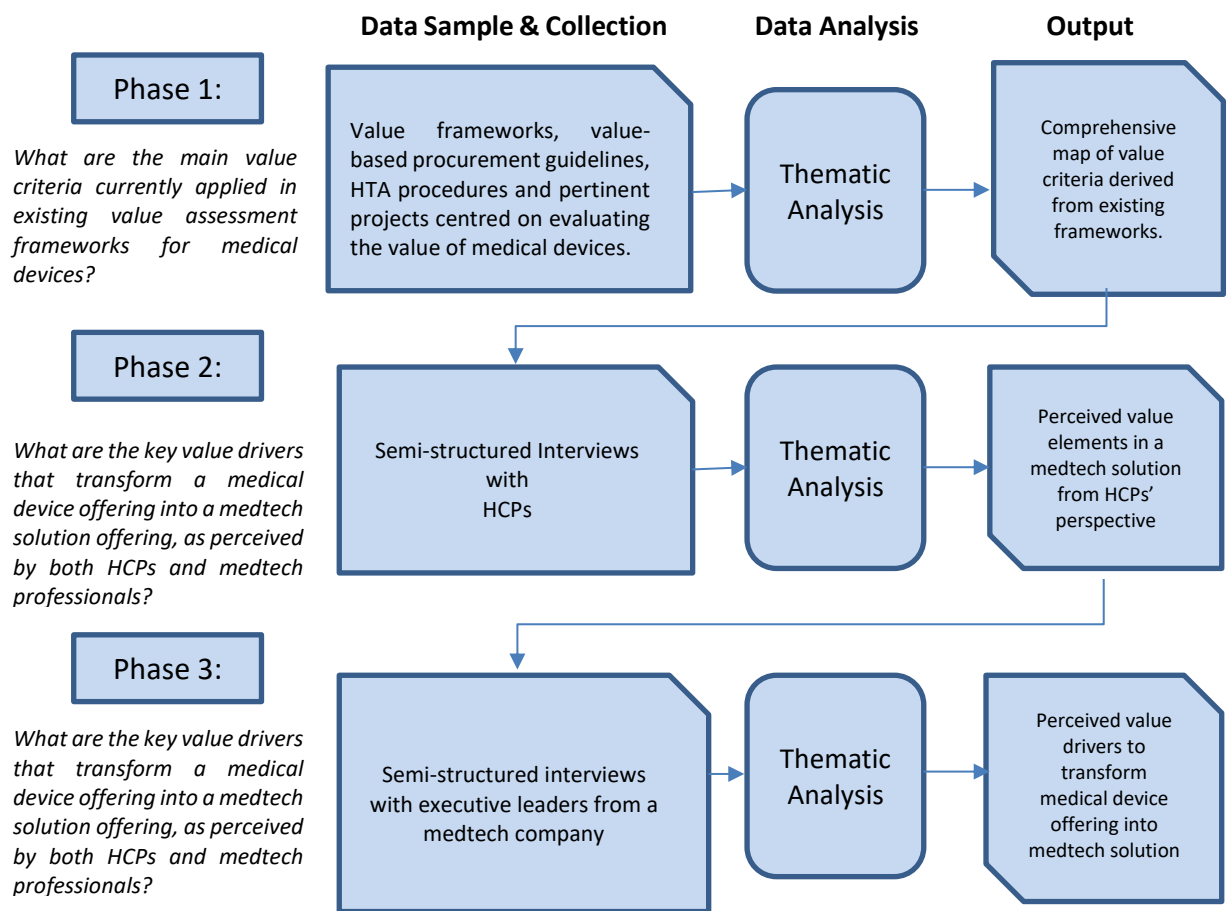 Data Sample & Collection
Data Analysis
Output
Phase 1:
What are the main value
criteria currently applied in
existing value assessment
frameworks for medical
devices?
Value frameworks, value-
based procurement guidelines,
HTA procedures and pertinent
projects centred on evaluating
the value of medical devices.
Thematic
Analysis
Comprehensive
map of value
criteria derived
from existing
frameworks.
Phase 2:
What are the key value drivers
that transform a medical
device offering into a medtech
solution offering, as perceived
by both HCPs and medtech
professionals?
Semi-structured Interviews
with
HCPs
Thematic
Analysis
Perceived value
elements in a
medtech solution
from HCPs’
perspective
Phase 3:
What are the key value drivers
that transform a medical
device offering into a medtech
solution offering, as perceived
by both HCPs and medtech
professionals?
Semi-structured interviews
with executive leaders from a
medtech company
Thematic
Analysis
Perceived value
drivers to
transform
medical device
offering into
medtech solution